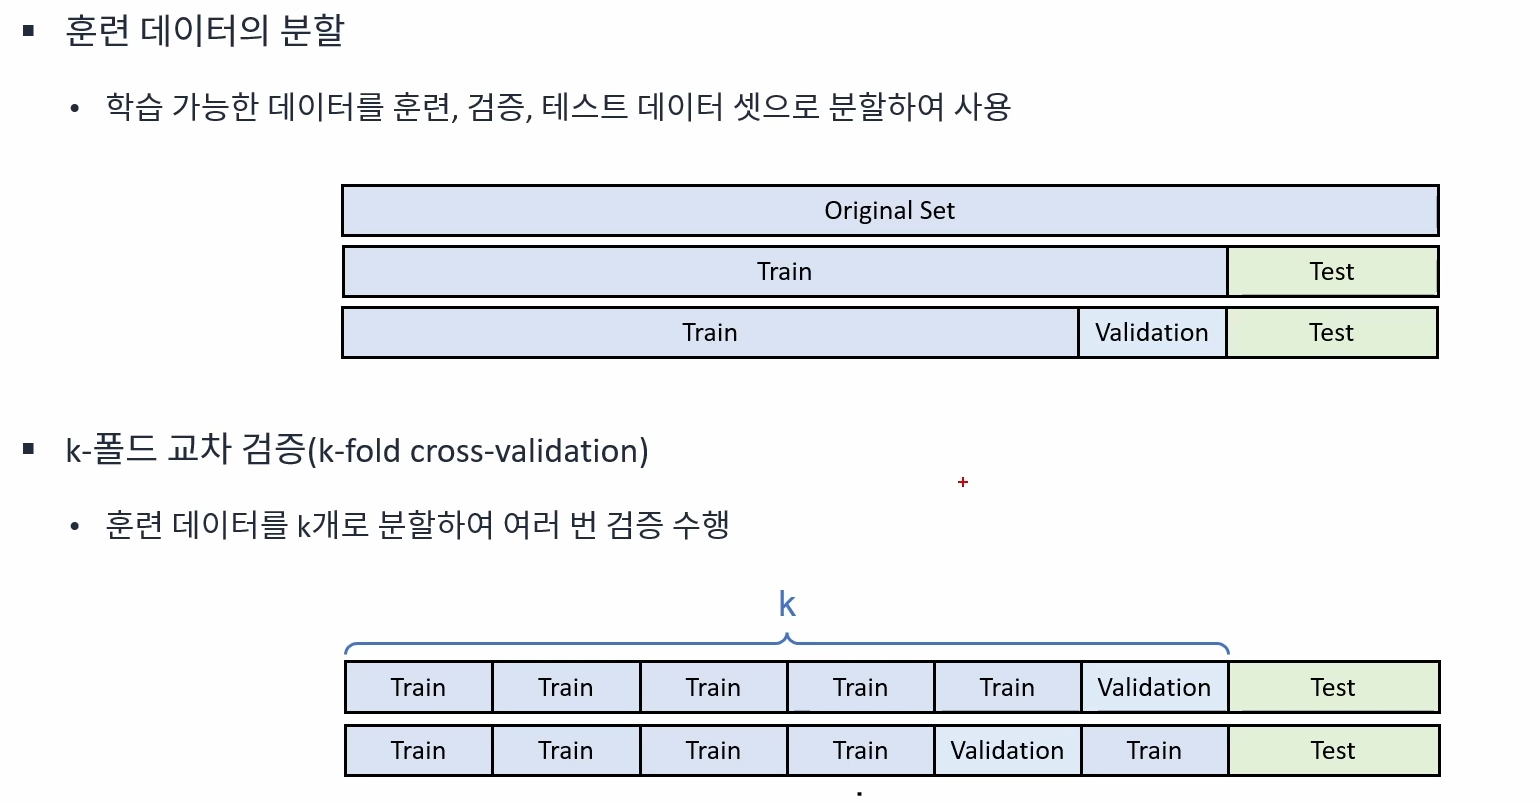 ▪ 훈련 데이터의 분할
• 학습 가능한 데이터를 훈련, 검증, 테스트 데이터 셋으로 분할하여 사용
Original Set
Train Test
Train Validation Test
▪ k-폴드 교차 검증(k-fold cross-validation)
• 훈련 데이터를 k개로 분할하여 여러 번 검증 수행
k
Train Train Train Train Train Validation Test
Train Train Train Train Validation Train Test